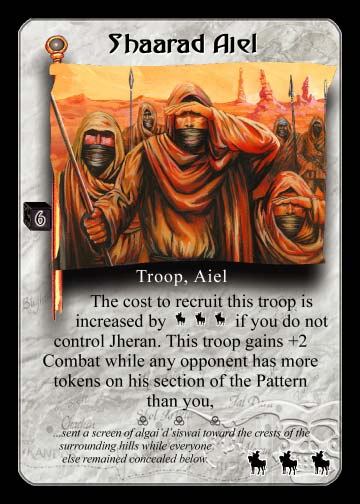 Shaarad Aiel
6
Troop, Aiel
The cost to recruit this troop is
increased by if you do not
control Jheran. This troop gains +2
Combat while any opponent has more
tokens on his section of the Pattern
than you,
...sent a screen of algai'd'siswai toward the crests of the
surrounding hills while everyone
else remained concealed below.